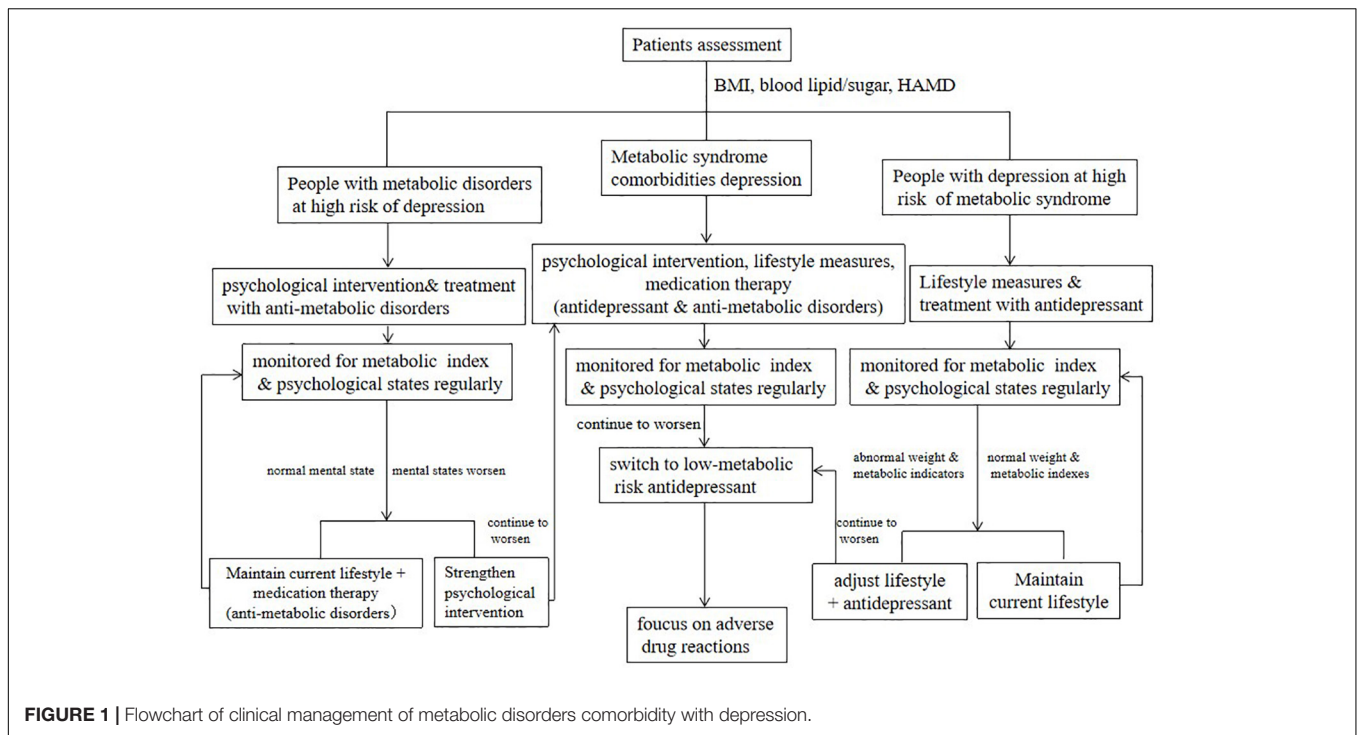 Patients assessment
BMI, blood lipid/sugar, HAMD
People with metabolic disorders
at high risk of depression
Metabolic syndrome
comorbidities depression
People with depression at high
risk of metabolic syndrome
psychological intervention& treatment
with anti-metabolic disorders
psychological intervention, lifestyle measures,
medication therapy
(antidepressant & anti-metabolic disorders)
Lifestyle measures &
treatment with antidepressant
monitored for metabolic index
& psychological states regularly
monitored for metabolic index
& psychological states regularly
monitored for metabolic index
& psychological states regularly
continue to worsen
normal mental state
mental states worsen
switch to low-metabolic
risk antidepressant
abnormal weight &
metabolic indicators
normal weight &
metabolic indexes
continue to
worsen
continue to
worsen
Maintain current lifestyle +
medication therapy
(anti-metabolic disorders)
Strengthen
psychological
intervention
foucus on adverse
drug reactions
adjust lifestyle
+ antidepressant
Maintain
current lifestyle
FIGURE 1 | Flowchart of clinical management of metabolic disorders comorbidity with depression.